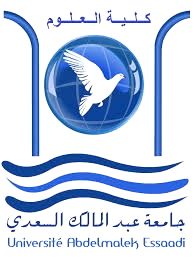 كلية العلوم
جامعة عبد المالك السعدي
Université Abdelmalek Essaadi